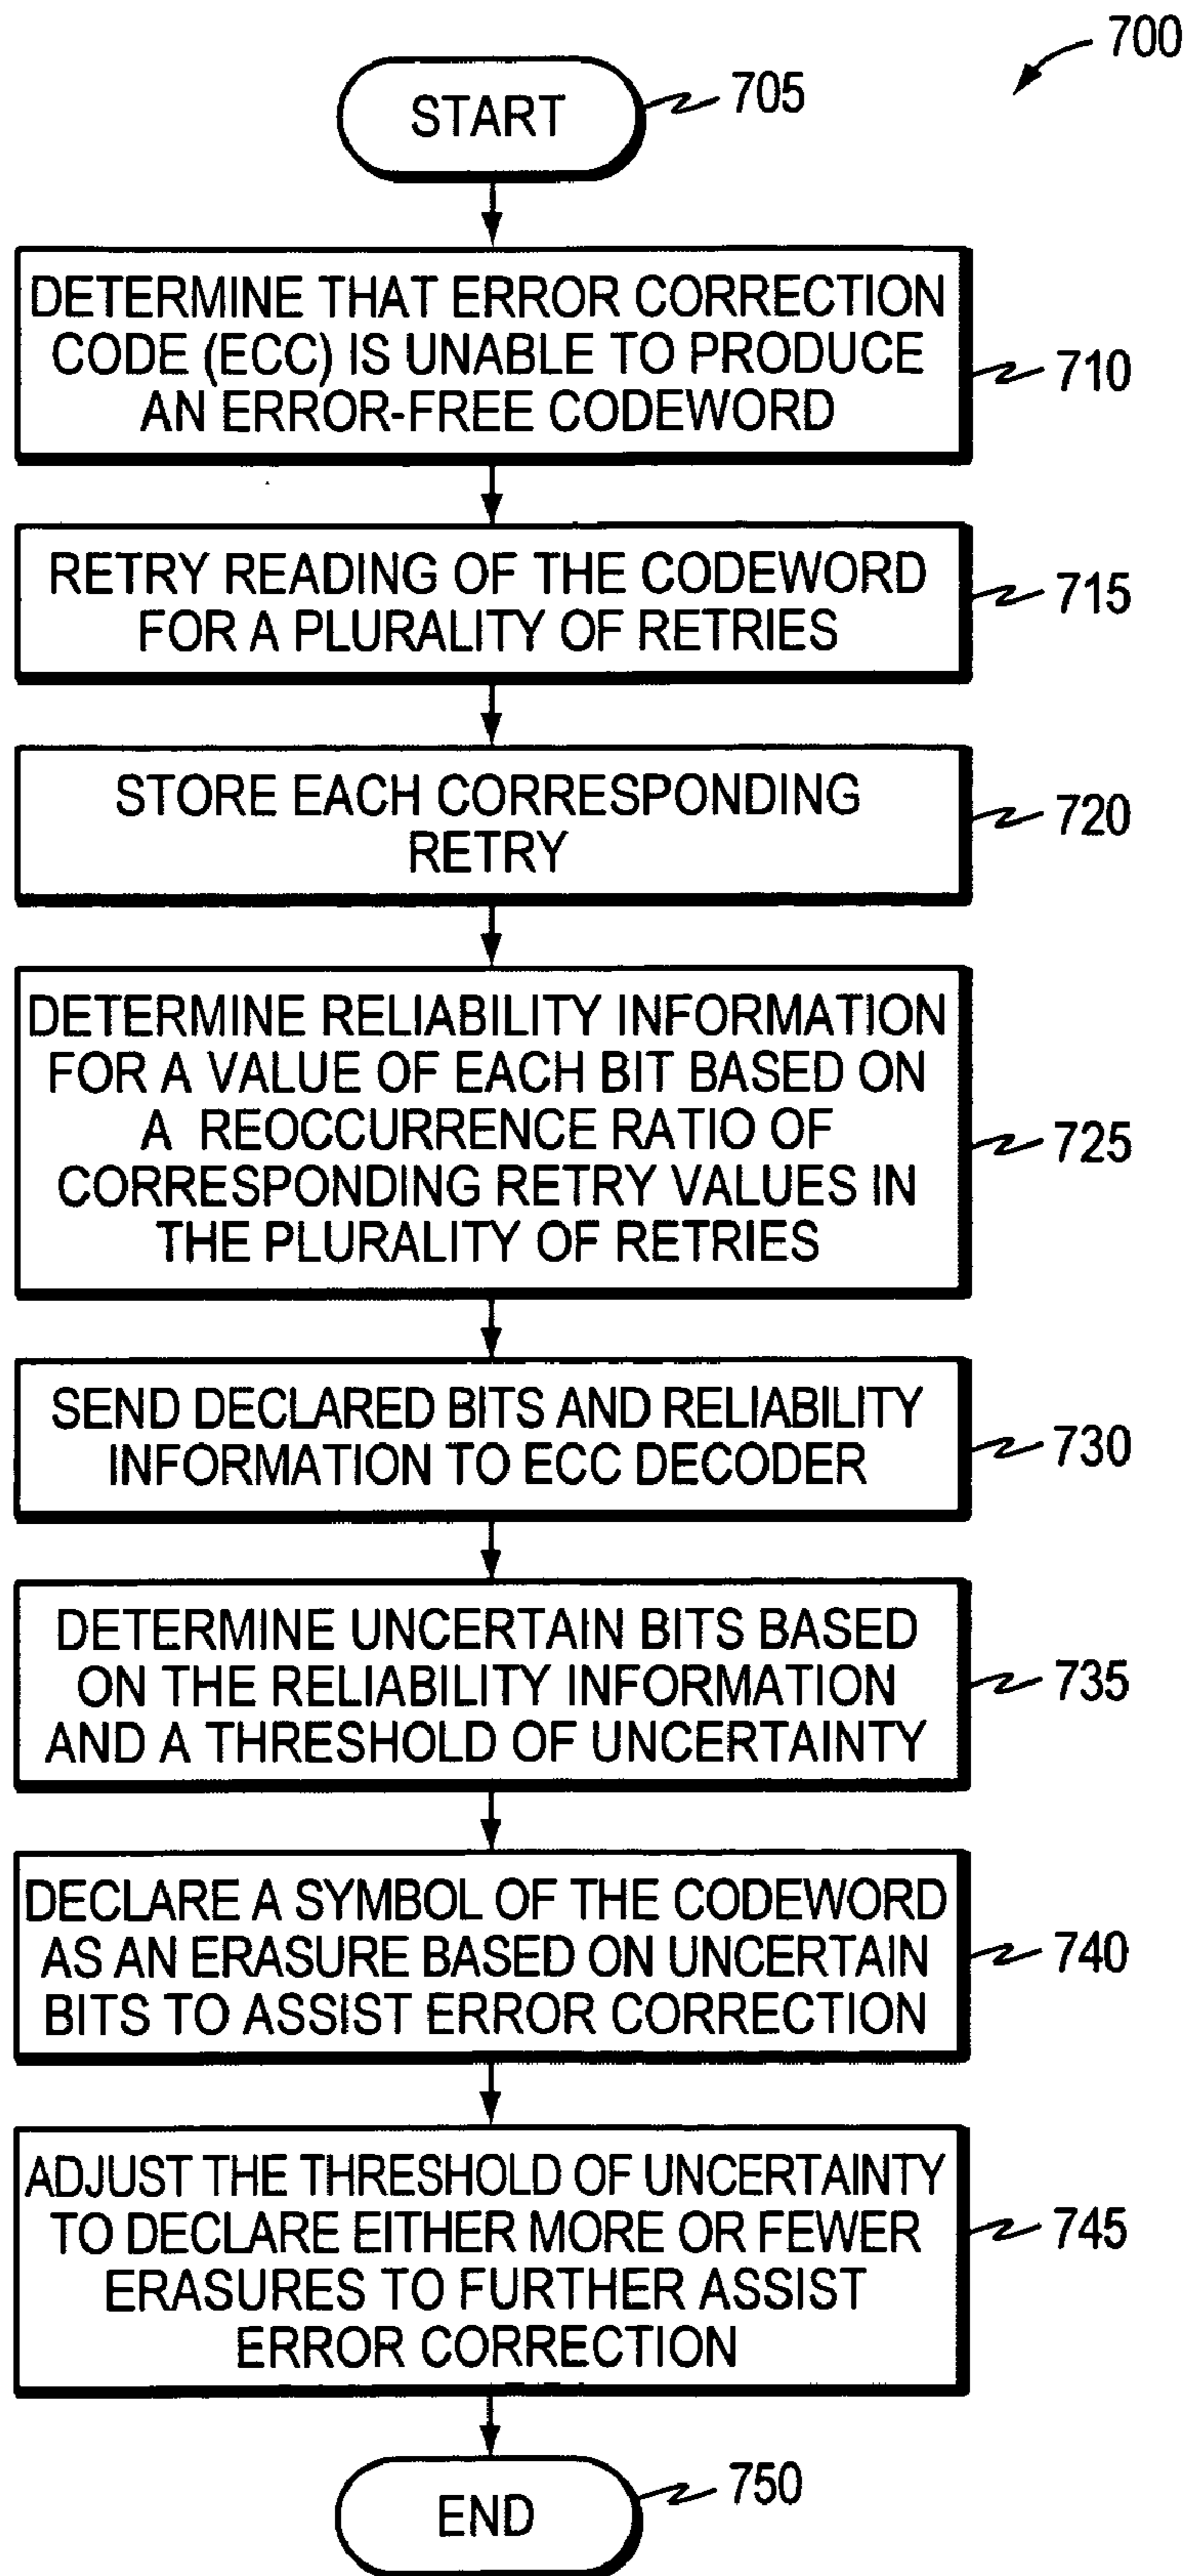 700
START
705
DETERMINE THAT ERROR CORRECTION
CODE (ECC) IS UNABLE TO PRODUCE
AN ERROR-FREE CODEWORD
710
RETRY READING OF THE CODEWORD
FOR A PLURALITY OF RETRIES
715
STORE EACH CORRESPONDING
RETRY
720
DETERMINE RELIABILITY INFORMATION
FOR A VALUE OF EACH BIT BASED ON
A REOCCURRENCE RATIO OF
CORRESPONDING RETRY VALUES IN
THE PLURALITY OF RETRIES
725
SEND DECLARED BITS AND RELIABILITY
INFORMATION TO ECC DECODER
730
DETERMINE UNCERTAIN BITS BASED
ON THE RELIABILITY INFORMATION
AND A THRESHOLD OF UNCERTAINTY
735
DECLARE A SYMBOL OF THE CODEWORD
AS AN ERASURE BASED ON UNCERTAIN
BITS TO ASSIST ERROR CORRECTION
740
ADJUST THE THRESHOLD OF UNCERTAINTY
TO DECLARE EITHER MORE OR FEWER
ERASURES TO FURTHER ASSIST
ERROR CORRECTION
745
END
750